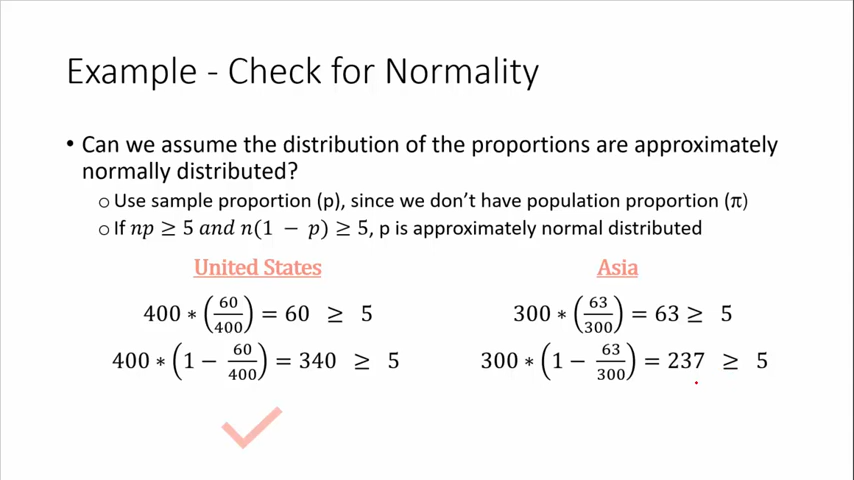 Example - Check for Normality
• Can we assume the distribution of the proportions are approximately
normally distributed?
o Use sample proportion (p), since we don't have population proportion (π)
o If np ≥ 5 and n(1 − p) ≥ 5, p is approximately normal distributed
United States
400 * (60/400) = 60 ≥ 5
400 * (1 − 60/400) = 340 ≥ 5
Asia
300 * (63/300) = 63 ≥ 5
300 * (1 − 63/300) = 237 ≥ 5